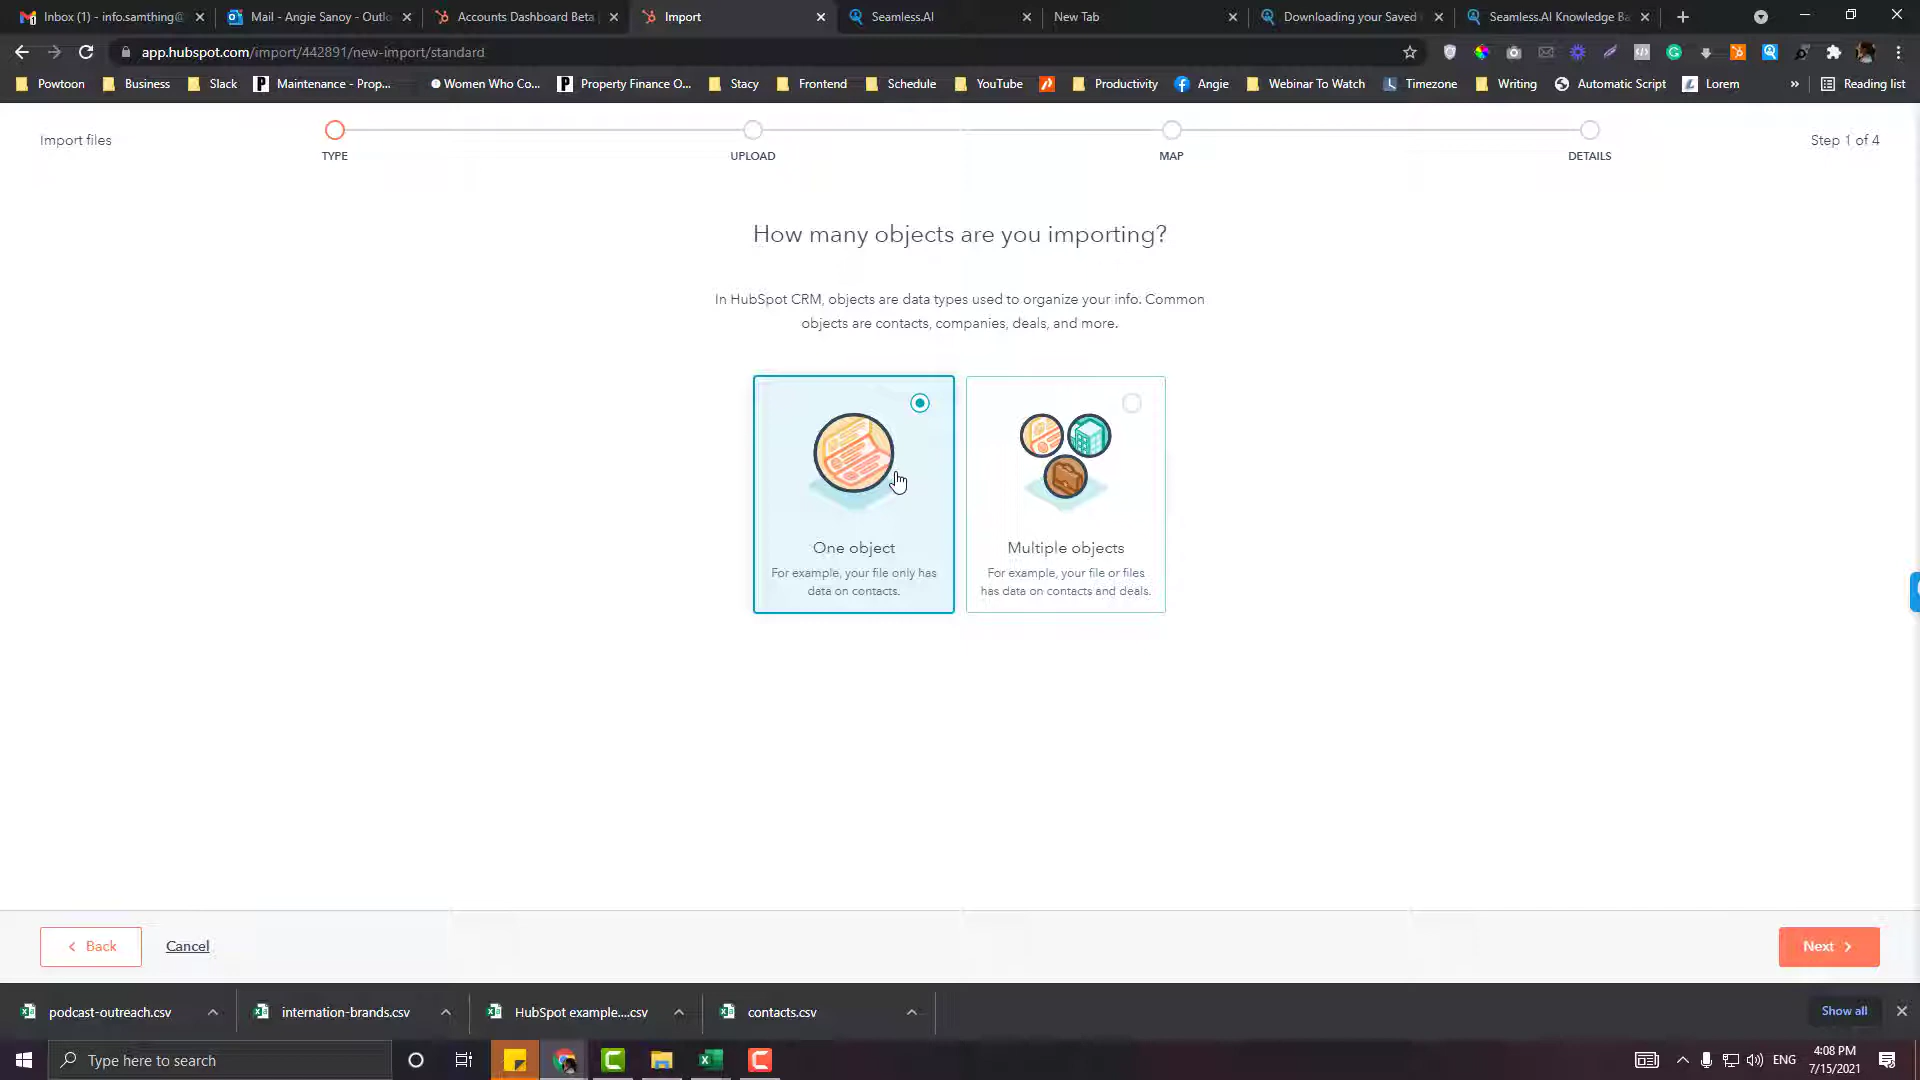 Inbox (1) - info.samthing@
Mail - Angie Sanoy - Outlo
Accounts Dashboard Beta
Import
Seamless.AI
New Tab
Downloading your Saved
Seamless.AI Knowledge Ba
app.hubspot.com/import/442891/new-import/standard
Powtoon
Business
Slack
Maintenance - Prop...
Women Who Co...
Property Finance O...
Stacy
Frontend
Schedule
YouTube
Productivity
Angie
Webinar To Watch
Timezone
Writing
Automatic Script
Lorem
»
Reading list
Import files
TYPE
UPLOAD
MAP
DETAILS
Step 1 of 4
How many objects are you importing?
In HubSpot CRM, objects are data types used to organize your info. Common
objects are contacts, companies, deals, and more.
One object
For example, your file only has
data on contacts.
Multiple objects
For example, your file or files
has data on contacts and deals.
Back
Cancel
Next
podcast-outreach.csv
internation-brands.csv
HubSpot example....csv
contacts.csv
Show all
Type here to search
ENG
4:08 PM
7/15/2021